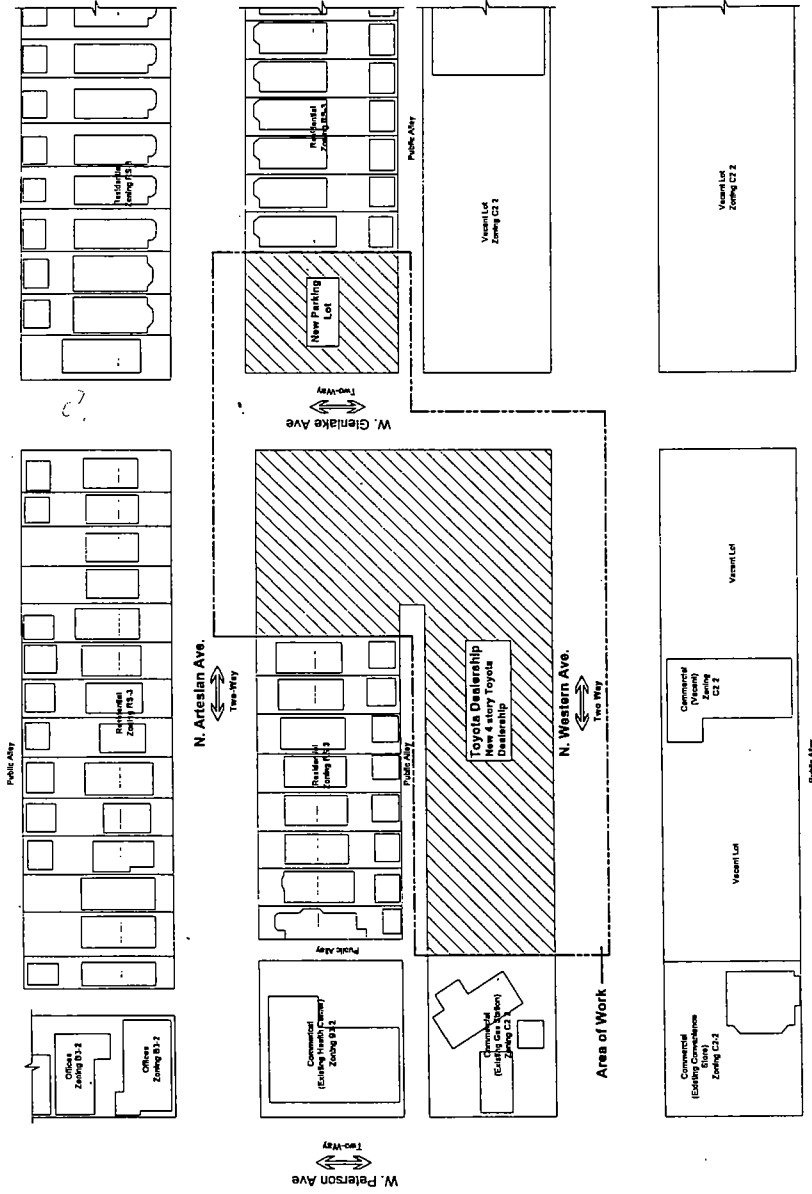 Residential
Zoning RS-3
Residential
Zoning RS-3
Public Alley
Vacant Lot
Zoning C2 2
Vacant Lot
Zoning C2 2
New Parking
Lot
Two-Way
W. Glenlake Ave
Public Alley
Residential
Zoning RS-3
N. Artesian Ave.
Two-Way
Residential
Zoning RS 3
Public Alley
Toyota Dealership
New 4 story Toyota
Dealership
N. Western Ave.
Two Way
Vacant Lot
Commercial
(Vacant)
Zoning
C2 2
Vacant Lot
Public Alley
Public Alley
Offices
Zoning B3-2
Offices
Zoning B3-2
Commercial
(Existing Health Center)
Zoning B3-2
Commercial
(Existing Gas Station)
Zoning C2 2
Area of Work
Commercial
(Existing Convenience
Store)
Zoning C2-2
Two-Way
W. Peterson Ave